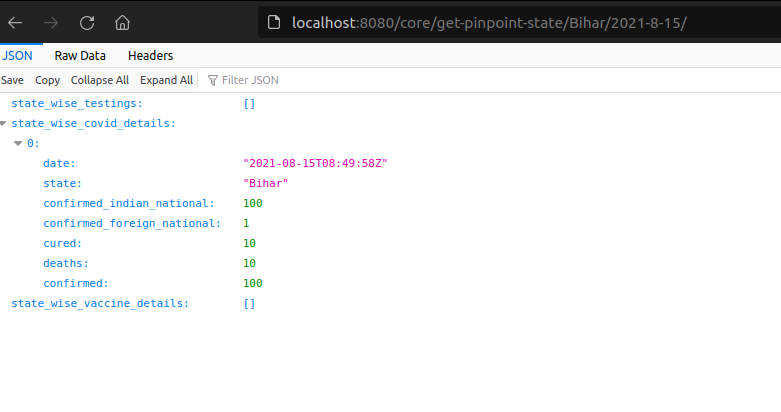 localhost:8080/core/get-pinpoint-state/Bihar/2021-8-15/
JSON Raw Data Headers
Save Copy Collapse All Expand All Filter JSON
state_wise_testings: []
state_wise_covid_details:
0:
date: "2021-08-15T08:49:58Z"
state: "Bihar"
confirmed_indian_national: 100
confirmed_foreign_national: 1
cured: 10
deaths: 10
confirmed: 100
state_wise_vaccine_details: []